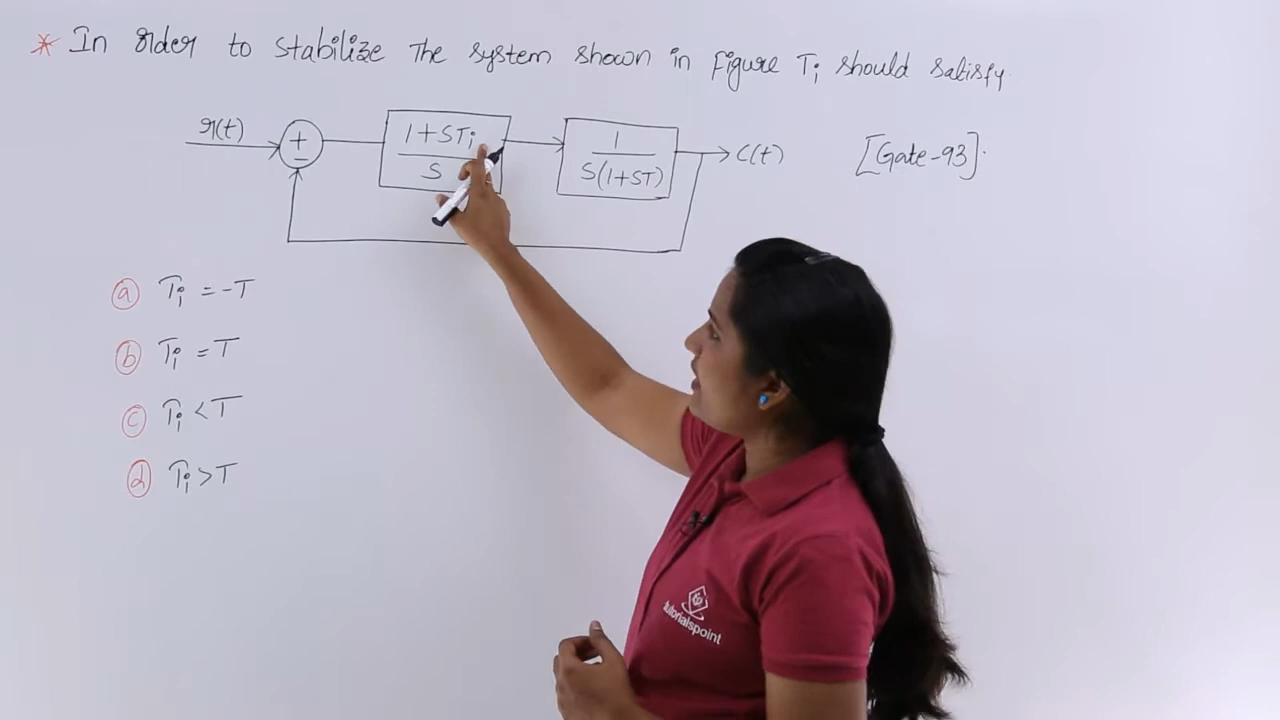 * In order to stabilize the system shown in figure Ti should satisfy.
r(t)
+
-
1+STi
S
1
S(1+ST)
C(t)
[Gate-93].
a Ti = -T
b Ti = T
c Ti < T
d Ti > T
tutorialspoint